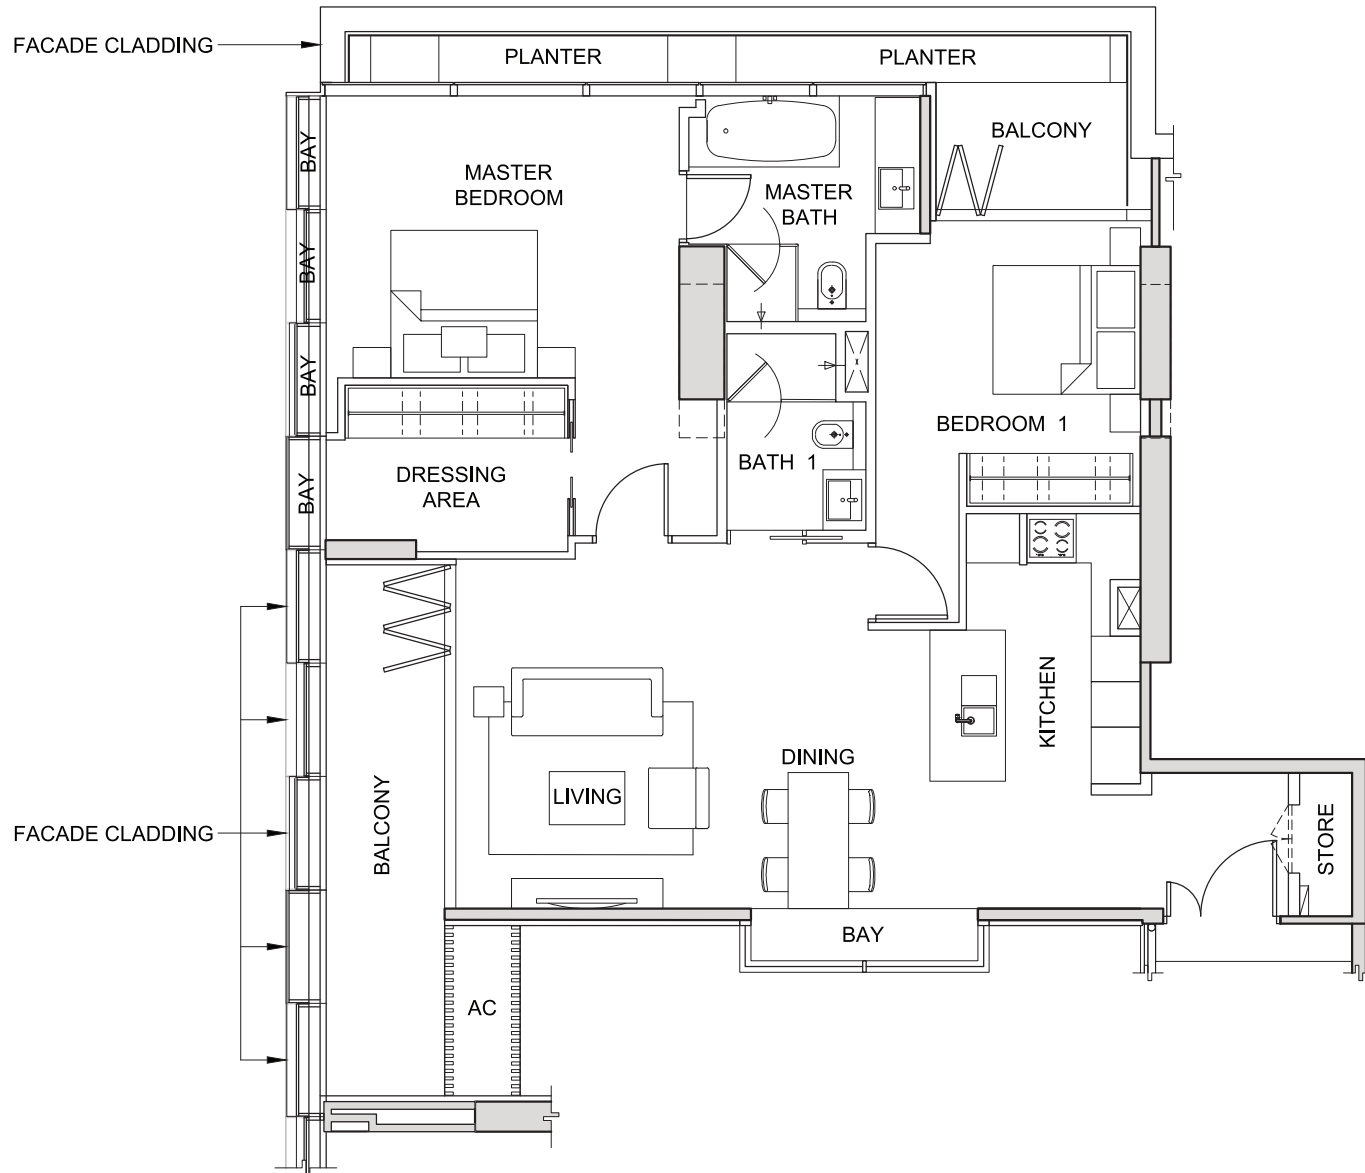 FACADE CLADDING
PLANTER
PLANTER
BAY
MASTER
BEDROOM
MASTER
BATH
BALCONY
BAY
BAY
BAY
DRESSING
AREA
BATH 1
BEDROOM 1
FACADE CLADDING
BALCONY
LIVING
DINING
KITCHEN
STORE
BAY
AC